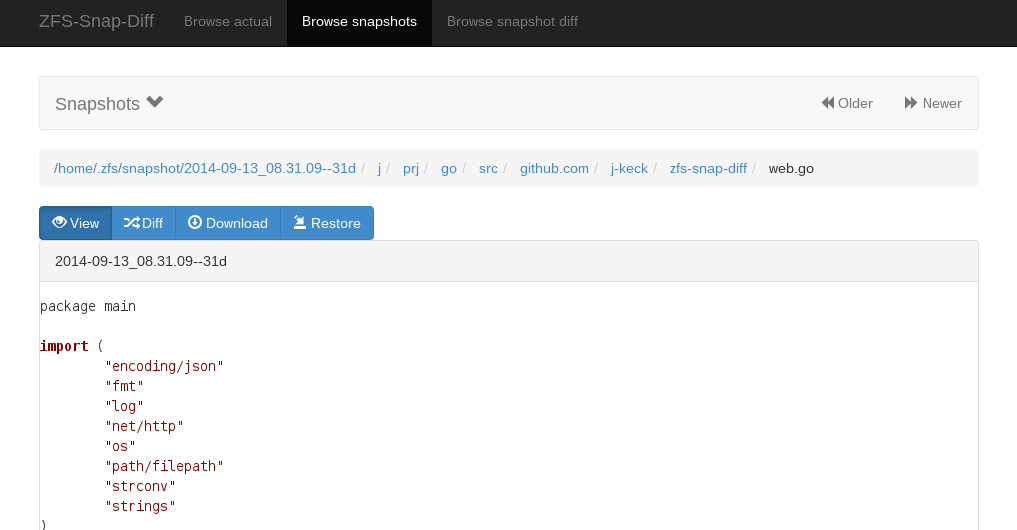 ZFS-Snap-Diff Browse actual Browse snapshots Browse snapshot diff
Snapshots Older Newer
/home/.zfs/snapshot/2014-09-13_08.31.09--31d / j / prj / go / src / github.com / j-keck / zfs-snap-diff / web.go
View Diff Download Restore
2014-09-13_08.31.09--31d
package main
import (
"encoding/json"
"fmt"
"log"
"net/http"
"os"
"path/filepath"
"strconv"
"strings"
)